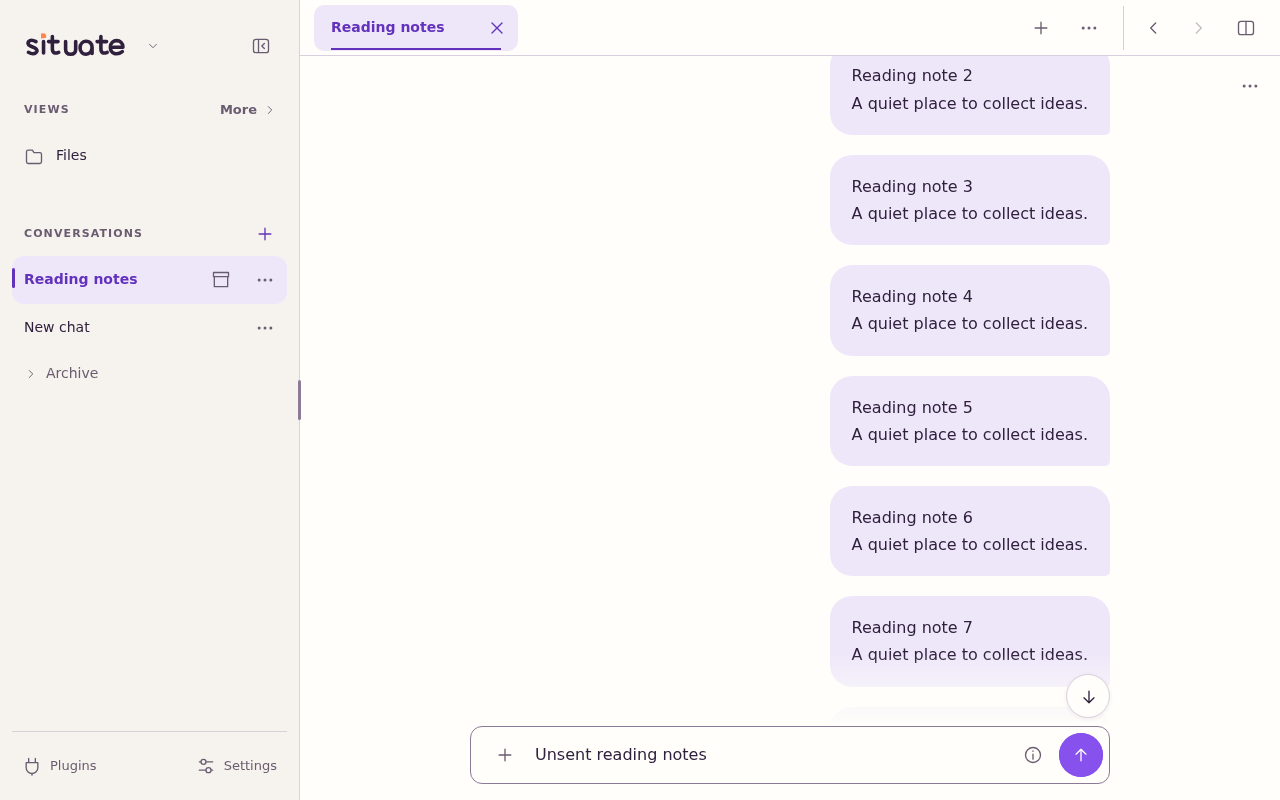 situate
VIEWS
More
Files
CONVERSATIONS
Reading notes
New chat
Archive
Plugins
Settings
Reading notes
Reading note 2
A quiet place to collect ideas.
Reading note 3
A quiet place to collect ideas.
Reading note 4
A quiet place to collect ideas.
Reading note 5
A quiet place to collect ideas.
Reading note 6
A quiet place to collect ideas.
Reading note 7
A quiet place to collect ideas.
Unsent reading notes